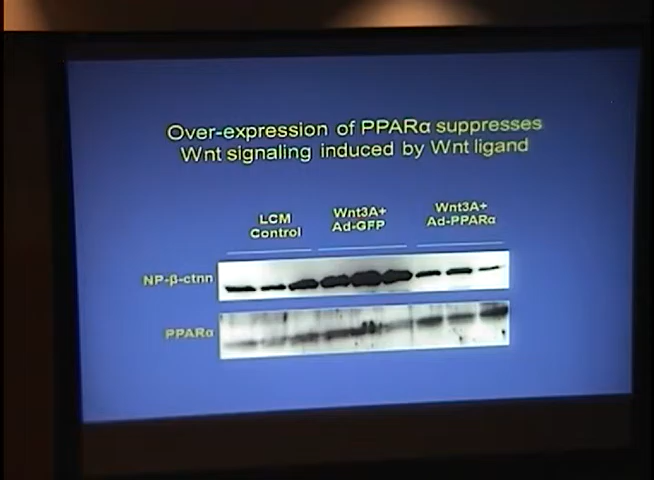 Over-expression of PPARα suppresses
Wnt signaling induced by Wnt ligand
LCM
Control
Wnt3A+
Ad-GFP
Wnt3A+
Ad-PPARα
NP-β-ctnn
PPARα